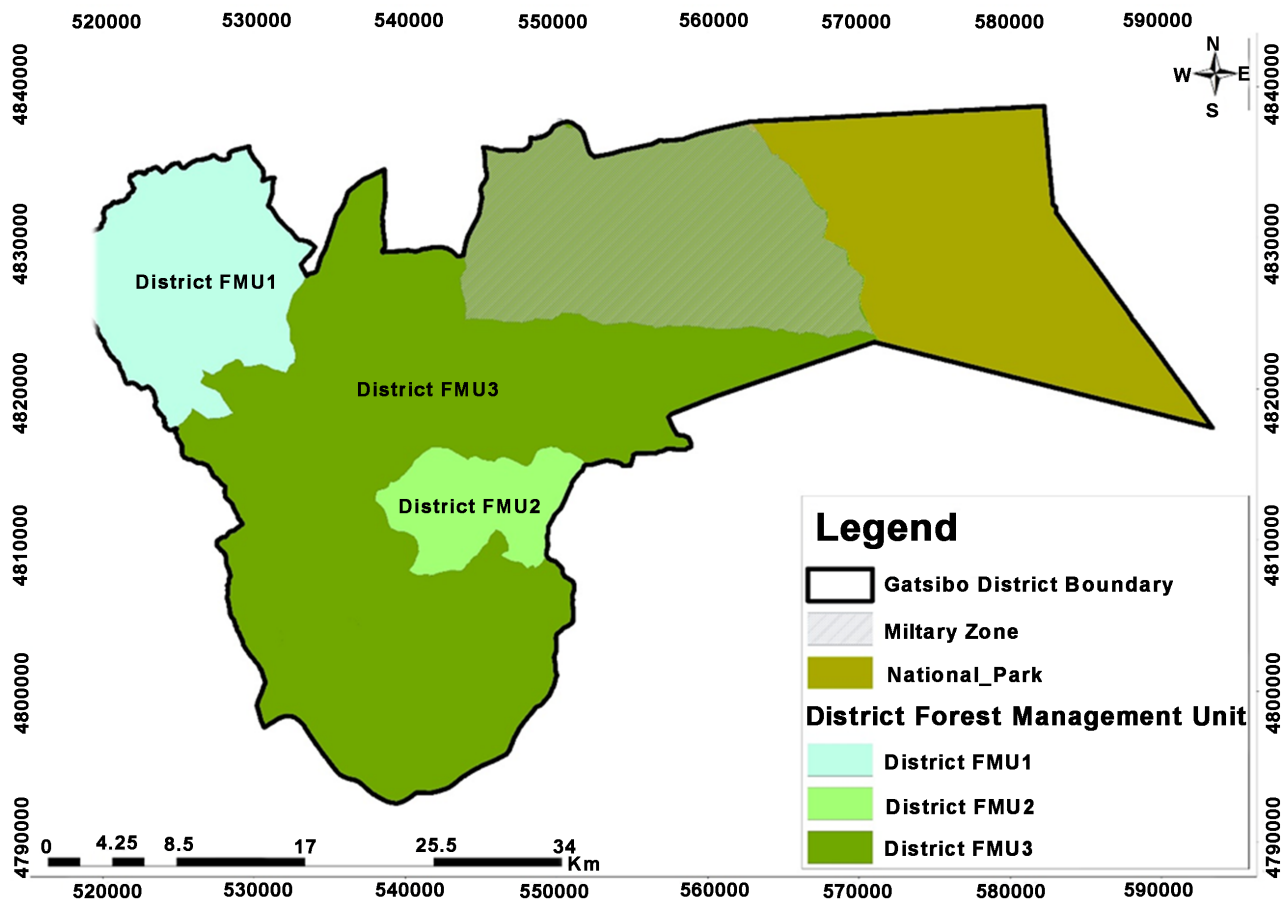 520000 530000 540000 550000 560000 570000 580000 590000
N
W E
S
4840000 4840000
4830000 4830000
4820000 4820000
4810000 4810000
4800000 4800000
4790000 4790000
District FMU1
District FMU3
District FMU2
Legend
Gatsibo District Boundary
Miltary Zone
National_Park
District Forest Management Unit
District FMU1
District FMU2
District FMU3
0 4.25 8.5 17 25.5 34
Km
520000 530000 540000 550000 560000 570000 580000 590000